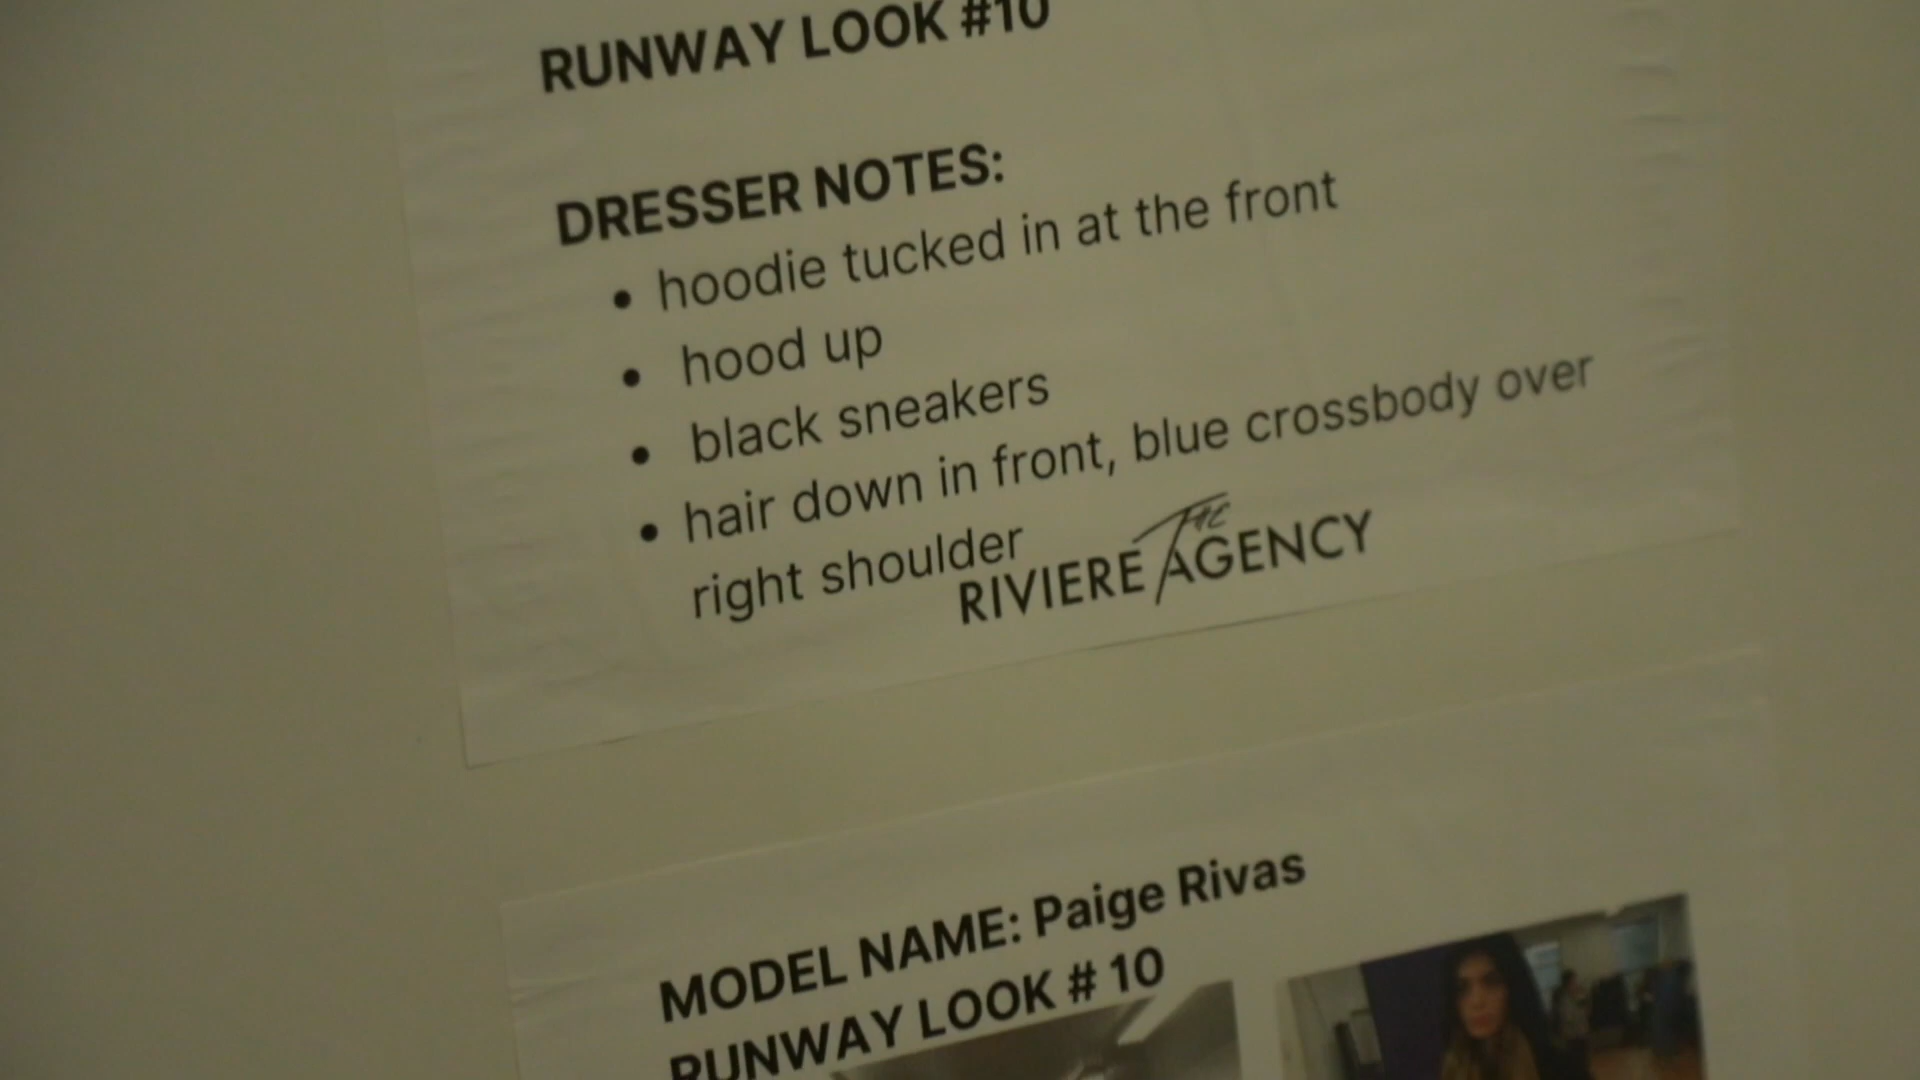 RUNWAY LOOK #10
DRESSER NOTES:
• hoodie tucked in at the front
• hood up
• black sneakers
• hair down in front, blue crossbody over
right shoulder
The
RIVIERE AGENCY
MODEL NAME: Paige Rivas
RUNWAY LOOK # 10